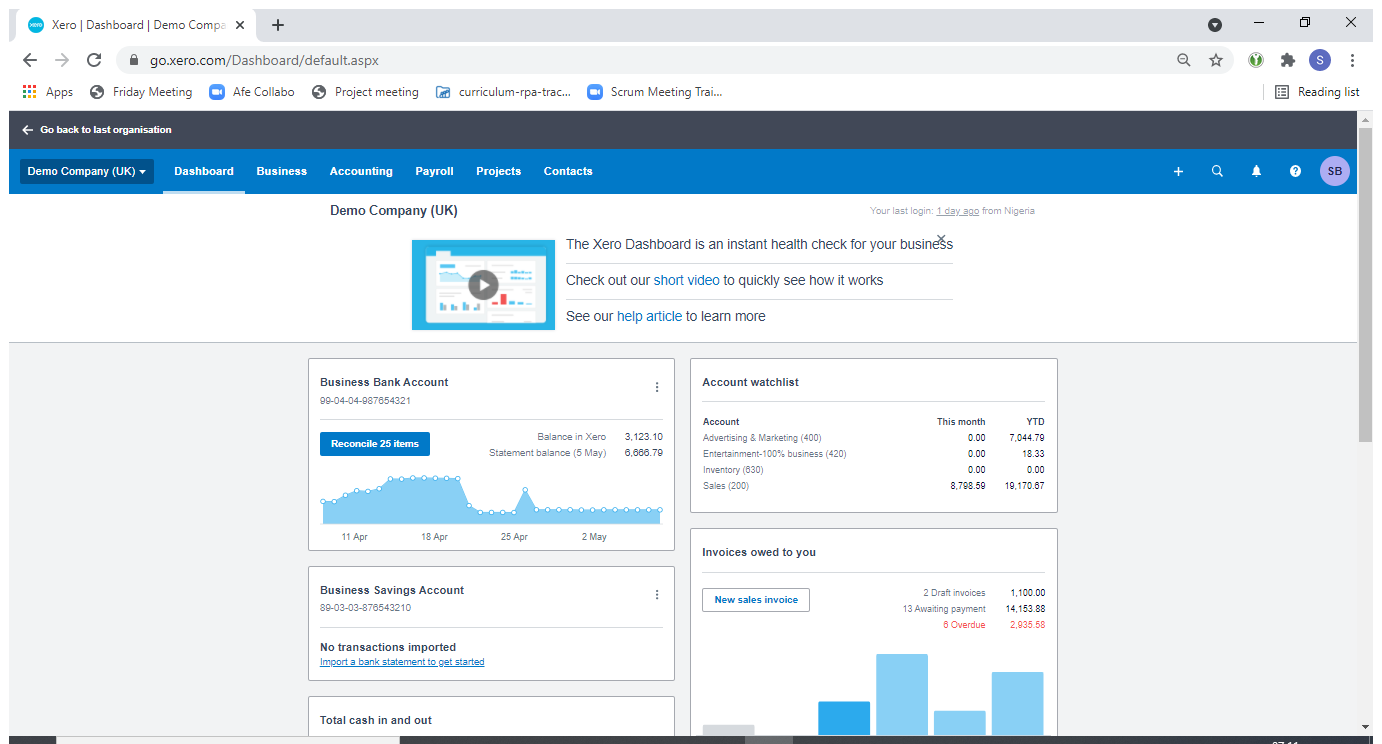 xero
Xero | Dashboard | Demo Compa
go.xero.com/Dashboard/default.aspx
S
Apps Friday Meeting Afe Collabo Project meeting curriculum-rpa-trac... Scrum Meeting Trai... Reading list
Go back to last organisation
Demo Company (UK) Dashboard Business Accounting Payroll Projects Contacts + ? SB
Demo Company (UK)
Your last login: 1 day ago from Nigeria
The Xero Dashboard is an instant health check for your business
Check out our short video to quickly see how it works
See our help article to learn more
Business Bank Account
99-04-04-987654321
Reconcile 25 items
Balance in Xero 3,123.10
Statement balance (5 May) 6,666.79
11 Apr 18 Apr 25 Apr 2 May
Business Savings Account
89-03-03-876543210
No transactions imported
Import a bank statement to get started
Total cash in and out
Account watchlist
Account This month YTD
Advertising & Marketing (400) 0.00 7,044.79
Entertainment-100% business (420) 0.00 18.33
Inventory (630) 0.00 0.00
Sales (200) 8,798.59 19,170.67
Invoices owed to you
New sales invoice
2 Draft invoices 1,100.00
13 Awaiting payment 14,153.88
6 Overdue 2,935.58